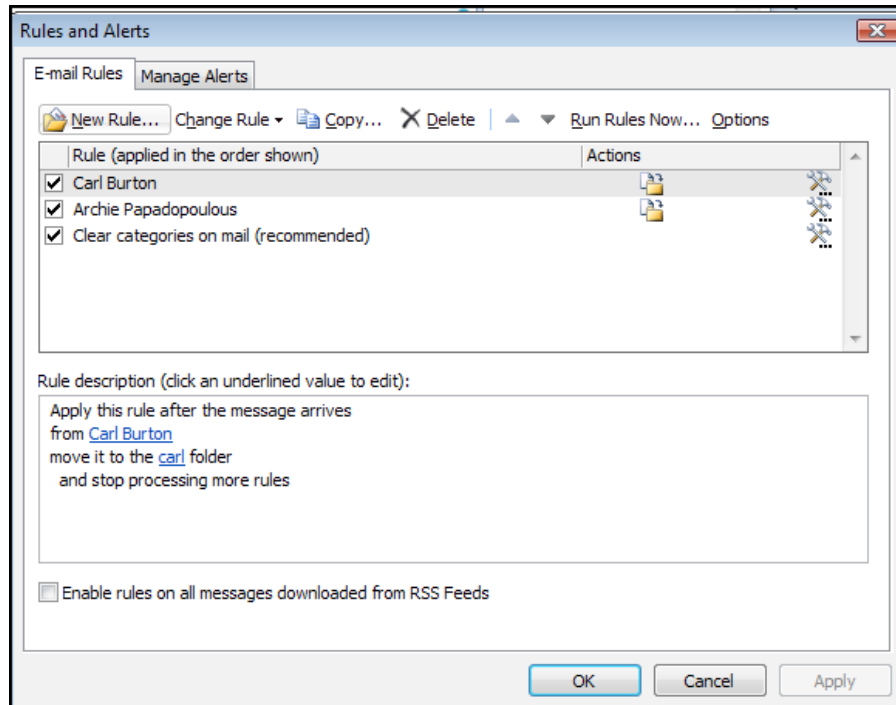 Rules and Alerts
E-mail Rules Manage Alerts
New Rule... Change Rule Copy... Delete Run Rules Now... Options
Rule (applied in the order shown) Actions
Carl Burton
Archie Papadopoulous
Clear categories on mail (recommended)
Rule description (click an underlined value to edit):
Apply this rule after the message arrives
from Carl Burton
move it to the carl folder
and stop processing more rules
Enable rules on all messages downloaded from RSS Feeds
OK Cancel Apply